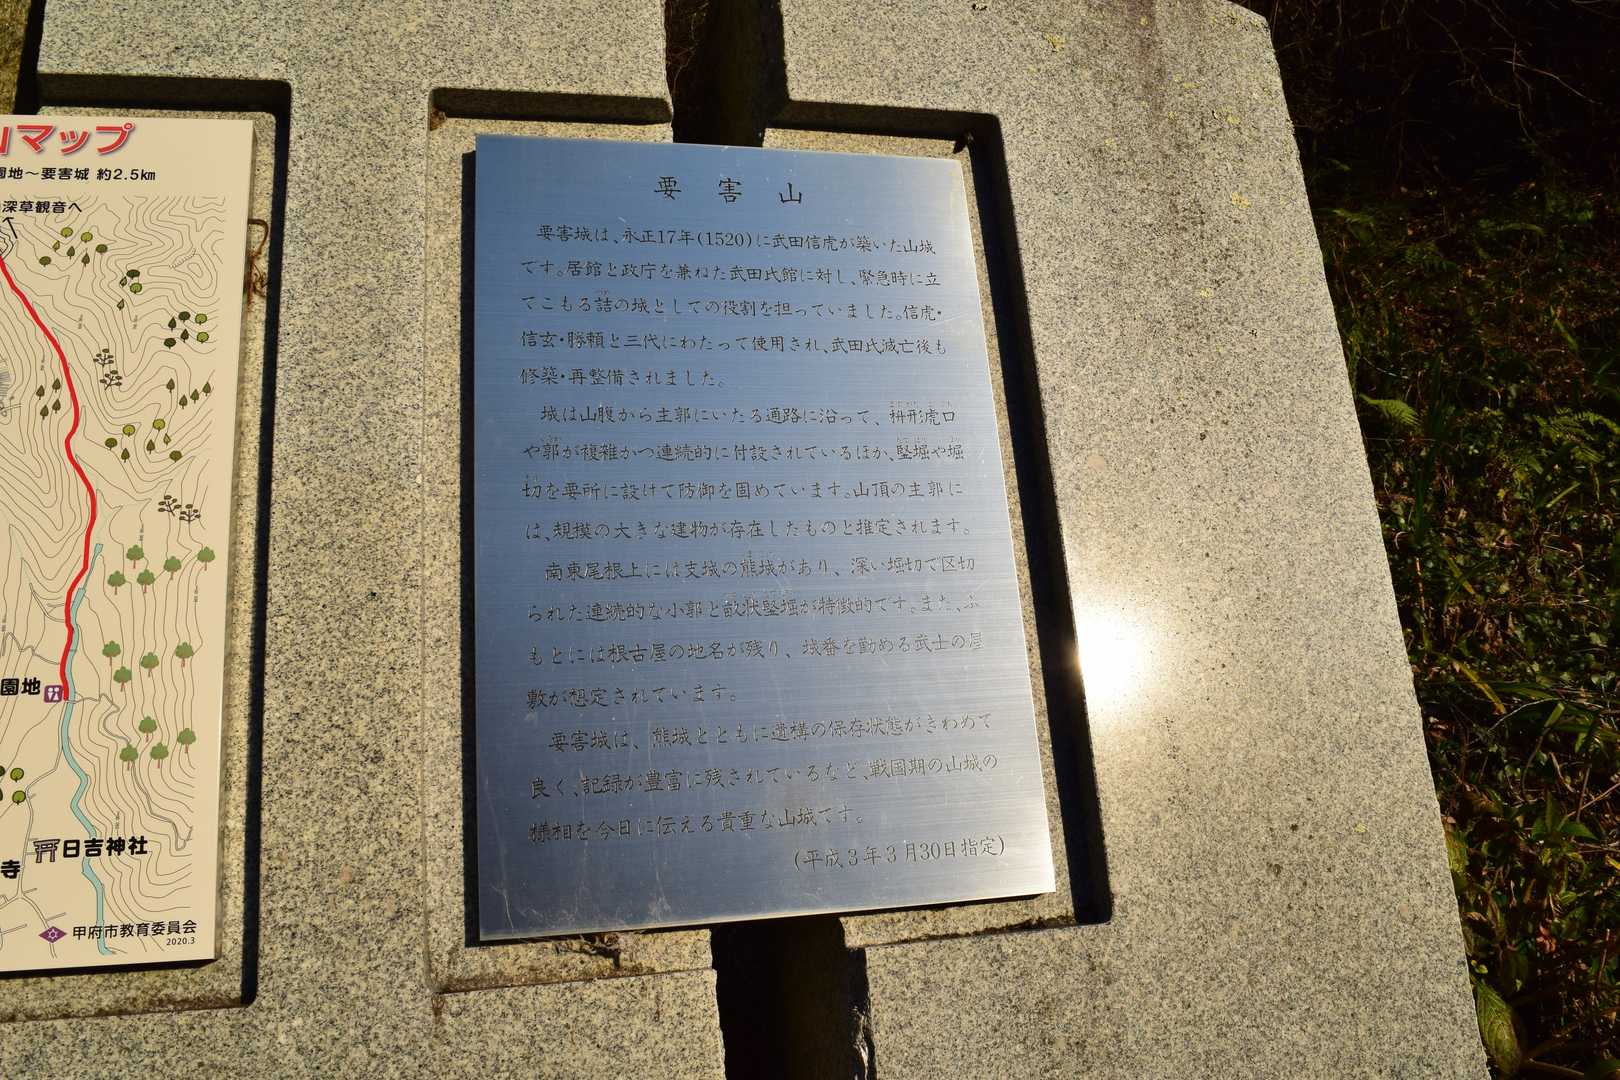 山マップ
園地～要害城 約2.5km
深草観音へ
園地
日吉神社
寺
甲府市教育委員会
2020.3
要害山
要害城は、永正17年(1520)に武田信虎が築いた山城
です。居館と政庁を兼ねた武田氏館に対し、緊急時に立
てこもる詰の城としての役割を担っていました。信虎・
信玄・勝頼と三代にわたって使用され、武田氏滅亡後も
修築・再整備されました。
城は山腹から主郭にいたる通路に沿って、枡形虎口
や郭が複雑かつ連続的に付設されているほか、竪堀や堀
切を要所に設けて防御を固めています。山頂の主郭に
は、規模の大きな建物が存在したものと推定されます。
南東尾根上には支城の熊城があり、深い堀切で区切
られた連続的な小郭と畝状竪堀が特徴的です。また、ふ
もとには根古屋の地名が残り、城番を勤める武士の屋
敷が想定されています。
要害城は、熊城とともに遺構の保存状態がきわめて
良く、記録が豊富に残されているなど、戦国期の山城の
様相を今日に伝える貴重な山城です。
(平成3年3月30日指定)